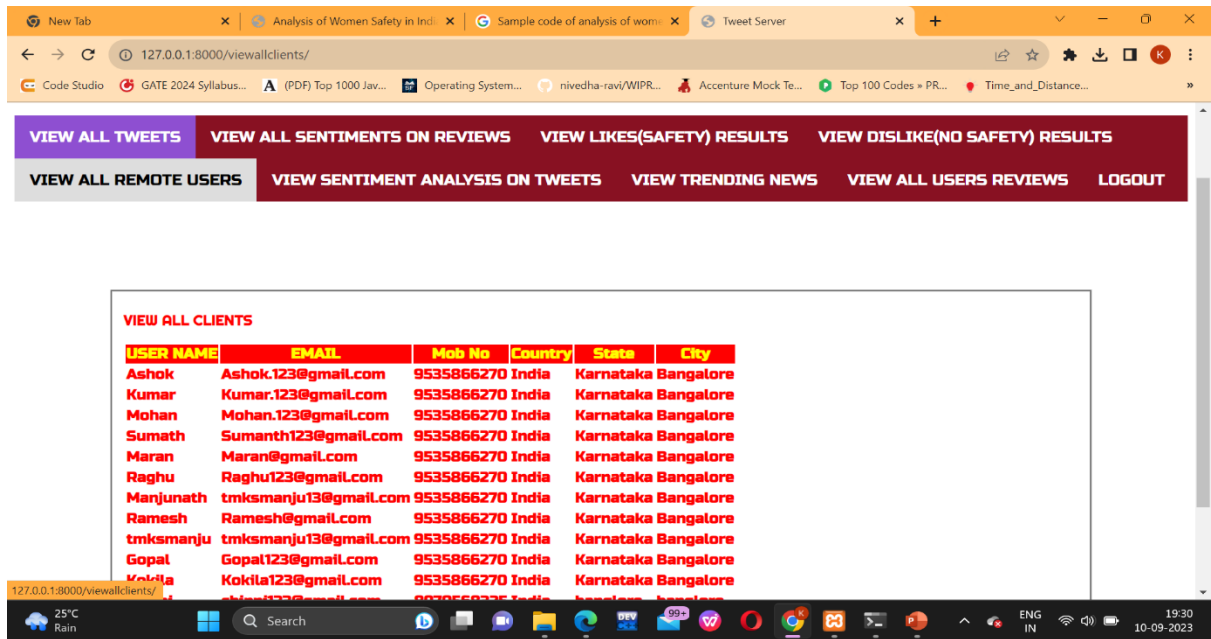 New Tab
Analysis of Women Safety in Indi
Sample code of analysis of wome
Tweet Server
127.0.0.1:8000/viewallclients/
K
Code Studio
GATE 2024 Syllabus...
(PDF) Top 1000 Jav...
Operating System...
nivedha-ravi/WIPR...
Accenture Mock Te...
Top 100 Codes » PR...
Time_and_Distance...
»
VIEW ALL TWEETS VIEW ALL SENTIMENTS ON REVIEWS VIEW LIKES(SAFETY) RESULTS VIEW DISLIKE(NO SAFETY) RESULTS
VIEW ALL REMOTE USERS VIEW SENTIMENT ANALYSIS ON TWEETS VIEW TRENDING NEWS VIEW ALL USERS REVIEWS LOGOUT
VIEW ALL CLIENTS
USER NAME EMAIL Mob No Country State City
Ashok Ashok.123@gmail.com 9535866270 India Karnataka Bangalore
Kumar Kumar.123@gmail.com 9535866270 India Karnataka Bangalore
Mohan Mohan.123@gmail.com 9535866270 India Karnataka Bangalore
Sumath Sumanth123@gmail.com 9535866270 India Karnataka Bangalore
Maran Maran@gmail.com 9535866270 India Karnataka Bangalore
Raghu Raghu123@gmail.com 9535866270 India Karnataka Bangalore
Manjunath tmksmanju13@gmail.com 9535866270 India Karnataka Bangalore
Ramesh Ramesh@gmail.com 9535866270 India Karnataka Bangalore
tmksmanju tmksmanju13@gmail.com 9535866270 India Karnataka Bangalore
Gopal Gopal123@gmail.com 9535866270 India Karnataka Bangalore
Kokila Kokila123@gmail.com 9535866270 India Karnataka Bangalore
127.0.0.1:8000/viewallclients/
25°C
Rain
Search
99+
ENG
IN
19:30
10-09-2023